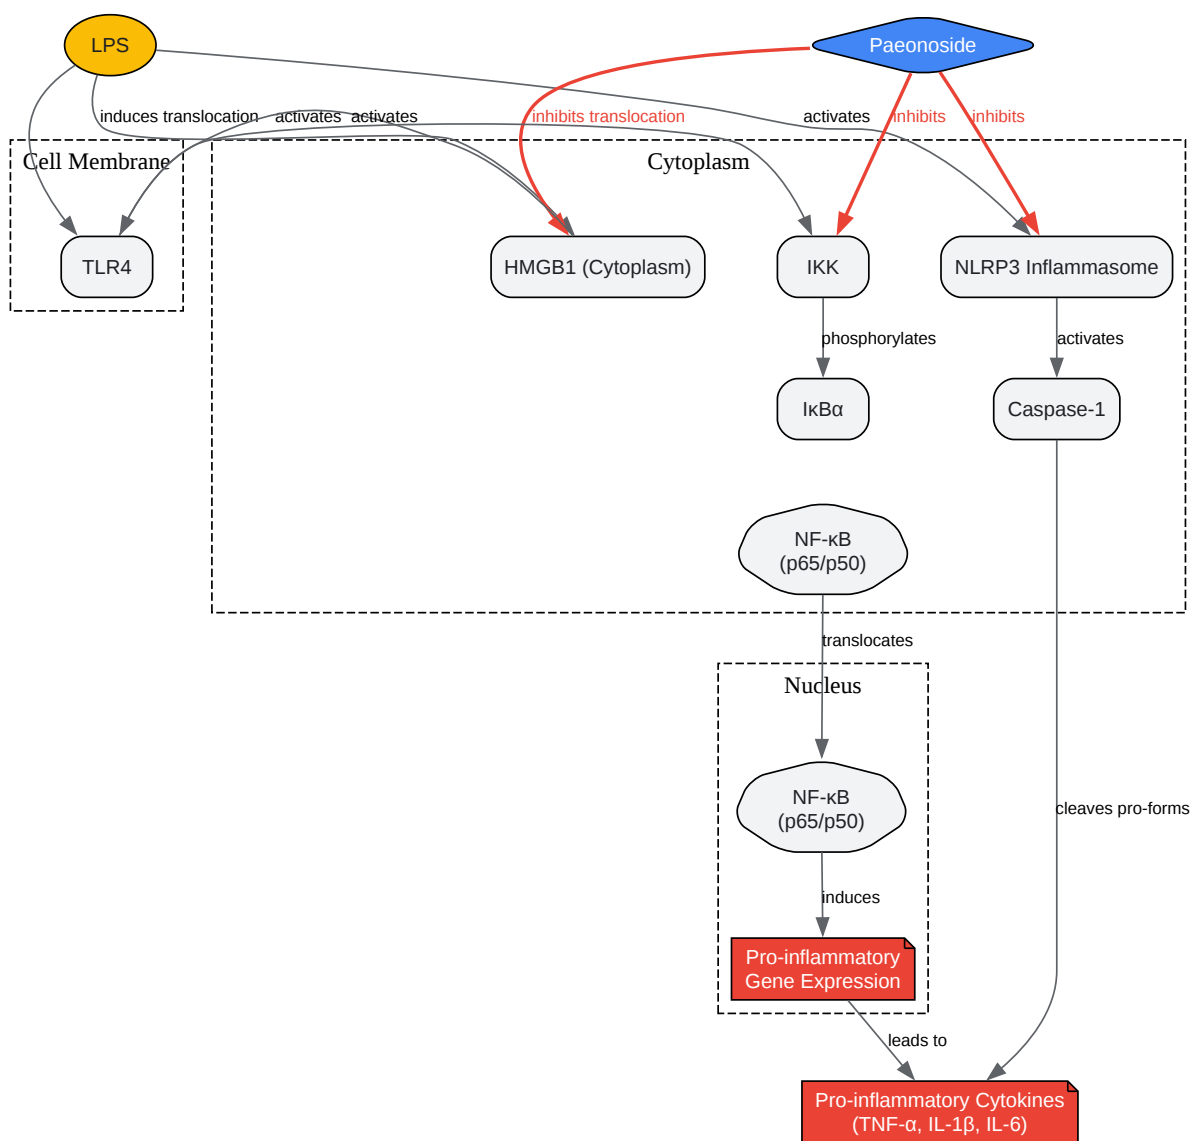 LPS
Paeonoside
induces translocation
activates
activates
inhibits translocation
activates
inhibits
inhibits
Cell Membrane
Cytoplasm
TLR4
HMGB1 (Cytoplasm)
IKK
NLRP3 Inflammasome
phosphorylates
activates
IκBα
Caspase-1
NF-κB
(p65/p50)
translocates
Nucleus
NF-κB
(p65/p50)
cleaves pro-forms
induces
Pro-inflammatory
Gene Expression
leads to
Pro-inflammatory Cytokines
(TNF-α, IL-1β, IL-6)